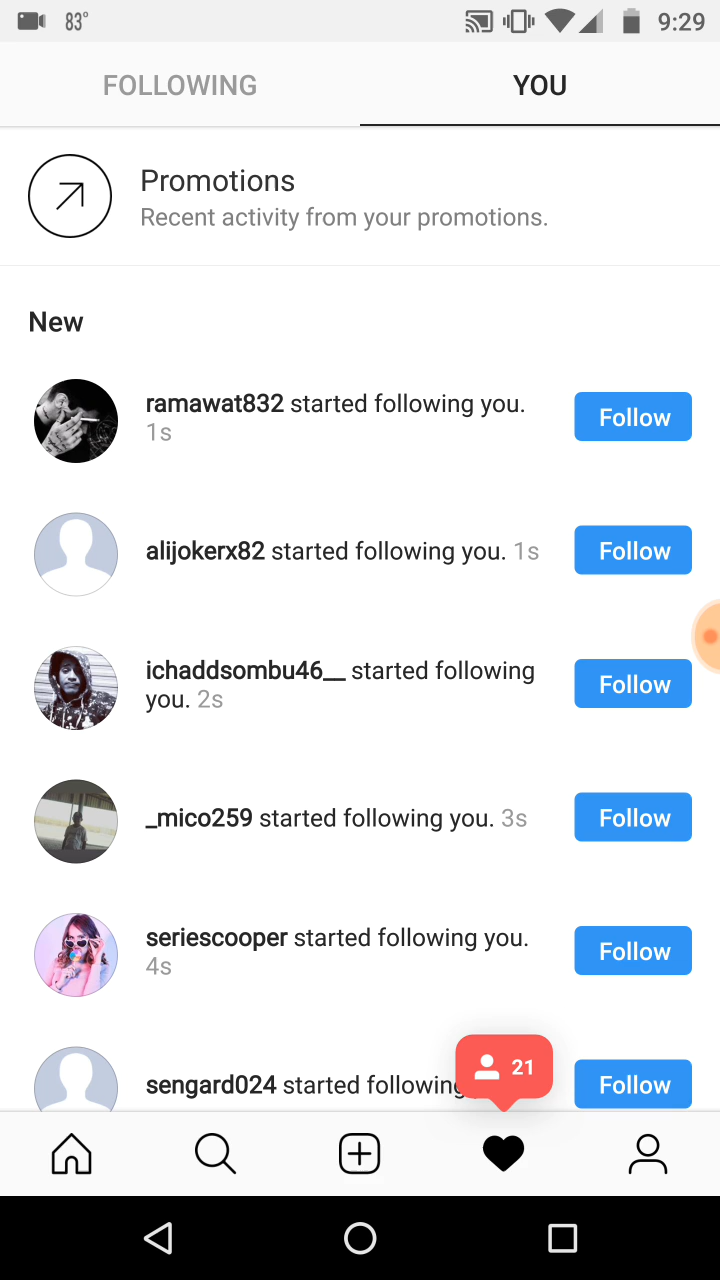 83° 9:29
FOLLOWING YOU
Promotions
Recent activity from your promotions.
New
ramawat832 started following you.
1s
Follow
alijokerx82 started following you. 1s
Follow
ichaddsombu46__ started following
you. 2s
Follow
_mico259 started following you. 3s
Follow
seriescooper started following you.
4s
Follow
sengard024 started following
Follow
21